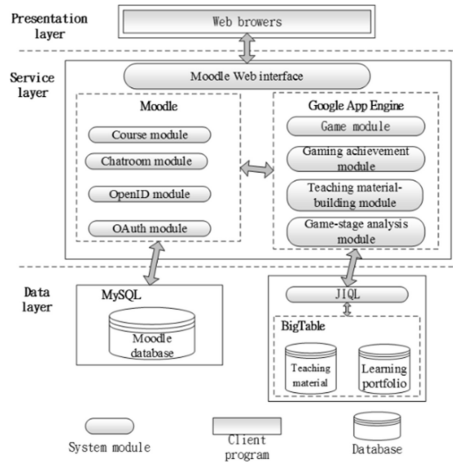 Presentation
layer
Web browers
Service
layer
Moodle Web interface
Moodle
Course module
Chatroom module
OpenID module
OAuth module
Google App Engine
Game module
Gaming achievement
module
Teaching material-
building module
Game-stage analysis
module
Data
layer
MySQL
Moodle
database
JIQL
BigTable
Teaching
material
Learning
portfolio
System module
Client
program
Database